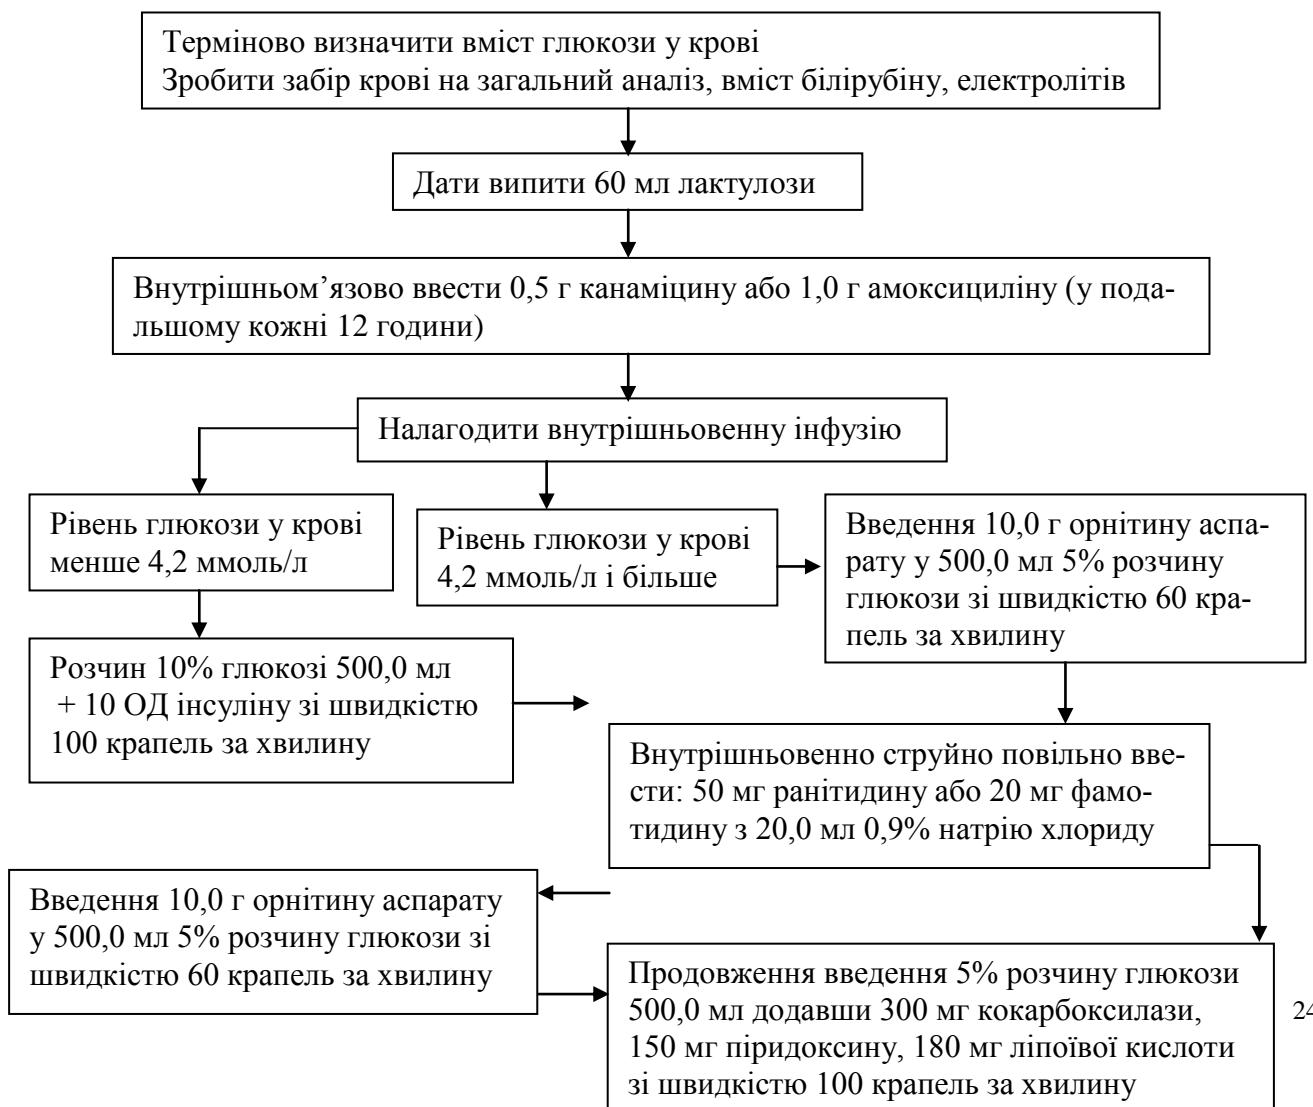 Терміново визначити вміст глюкози у крові
Зробити забір крові на загальний аналіз, вміст білірубіну, електролітів
Дати випити 60 мл лактулози
Внутрішньом’язово ввести 0,5 г канаміцину або 1,0 г амоксициліну (у пода-
льшому кожні 12 години)
Налагодити внутрішньовенну інфузію
Рівень глюкози у крові
менше 4,2 ммоль/л
Рівень глюкози у крові
4,2 ммоль/л і більше
Введення 10,0 г орнітину аспа-
рату у 500,0 мл 5% розчину
глюкози зі швидкістю 60 кра-
пель за хвилину
Розчин 10% глюкозі 500,0 мл
+ 10 ОД інсуліну зі швидкістю
100 крапель за хвилину
Внутрішньовенно струйно повільно вве-
сти: 50 мг ранітидину або 20 мг фамо-
тидину з 20,0 мл 0,9% натрію хлориду
Введення 10,0 г орнітину аспарату
у 500,0 мл 5% розчину глюкози зі
швидкістю 60 крапель за хвилину
Продовження введення 5% розчину глюкози
500,0 мл додавши 300 мг кокарбоксилази,
150 мг піридоксину, 180 мг ліпоївої кислоти
зі швидкістю 100 крапель за хвилину
24